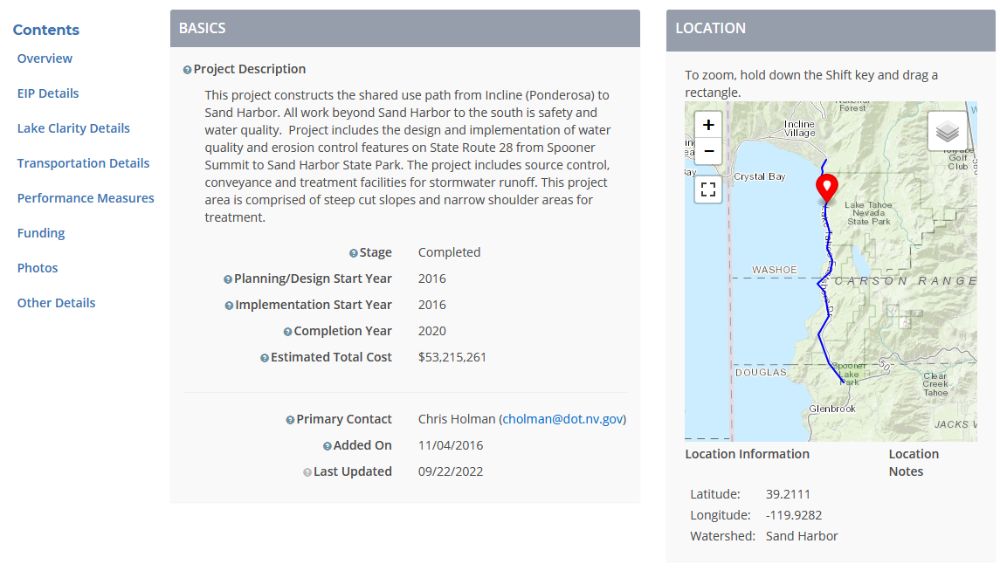 Contents
Overview
EIP Details
Lake Clarity Details
Transportation Details
Performance Measures
Funding
Photos
Other Details
BASICS
Project Description
This project constructs the shared use path from Incline (Ponderosa) to
Sand Harbor. All work beyond Sand Harbor to the south is safety and
water quality.  Project includes the design and implementation of water
quality and erosion control features on State Route 28 from Spooner
Summit to Sand Harbor State Park. The project includes source control,
conveyance and treatment facilities for stormwater runoff. This project
area is comprised of steep cut slopes and narrow shoulder areas for
treatment.
Stage Completed
Planning/Design Start Year 2016
Implementation Start Year 2016
Completion Year 2020
Estimated Total Cost $53,215,261
Primary Contact Chris Holman (cholman@dot.nv.gov)
Added On 11/04/2016
Last Updated 09/22/2022
LOCATION
To zoom, hold down the Shift key and drag a
rectangle.
+
−
Forest
Incline
Village
Golf
Club
Crystal Bay
Lake Tahoe
Nevada
State Park
WASHOE
CARSON RANGE
DOUGLAS
Spooner
Lake
Park
50
Clear
Creek
Tahoe
Glenbrook
JACKS V
Location Information
Location
Notes
Latitude: 39.2111
Longitude: -119.9282
Watershed: Sand Harbor